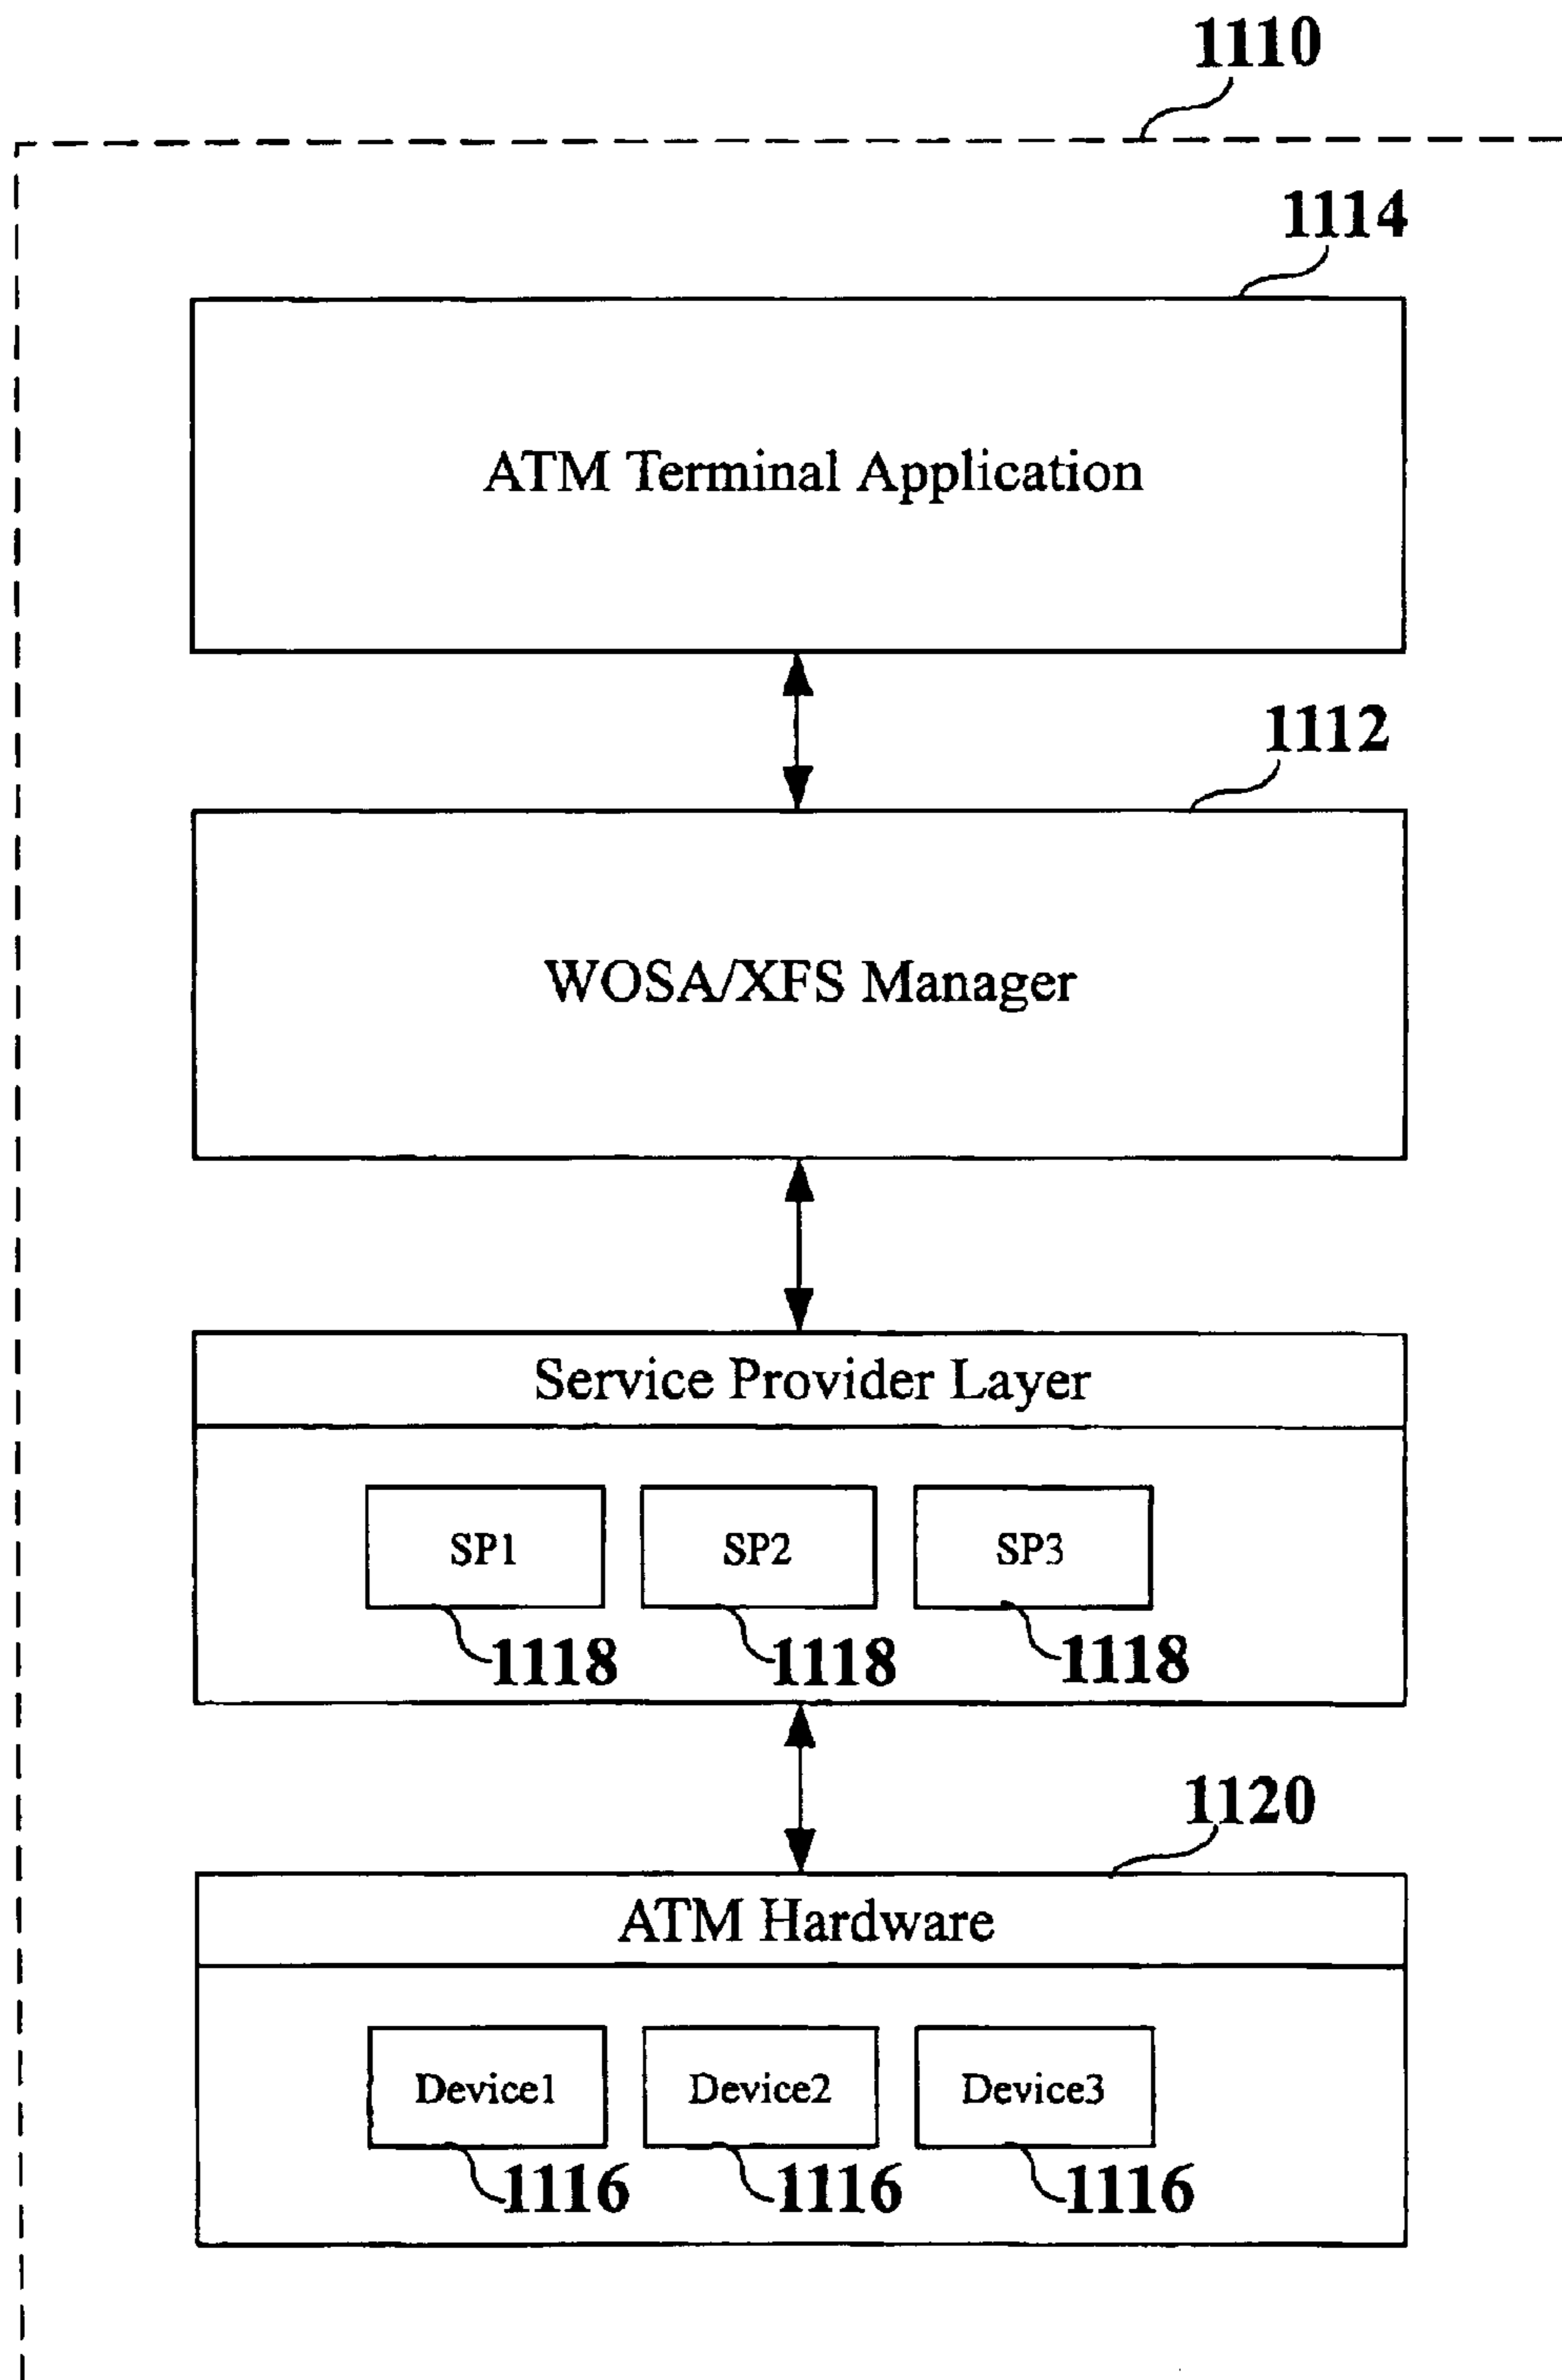 1110
1114
ATM Terminal Application
1112
WOSA/XFS Manager
Service Provider Layer
SP1 SP2 SP3
1118 1118 1118
1120
ATM Hardware
Device1 Device2 Device3
1116 1116 1116